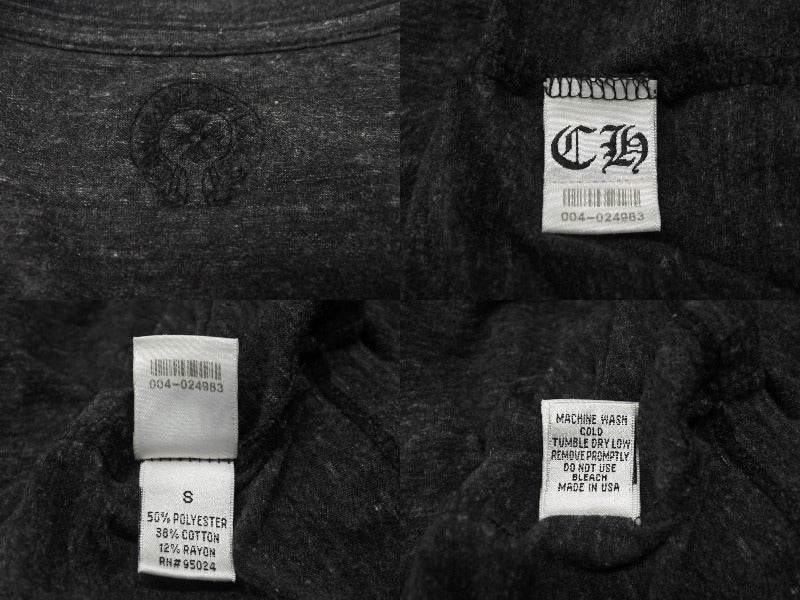 CH
004-024983
004-024983
S
50% POLYESTER
38% COTTON
12% RAYON
RN#95024
MACHINE WASH
COLD
TUMBLE DRY LOW
REMOVE PROMPTLY
DO NOT USE
BLEACH
MADE IN USA